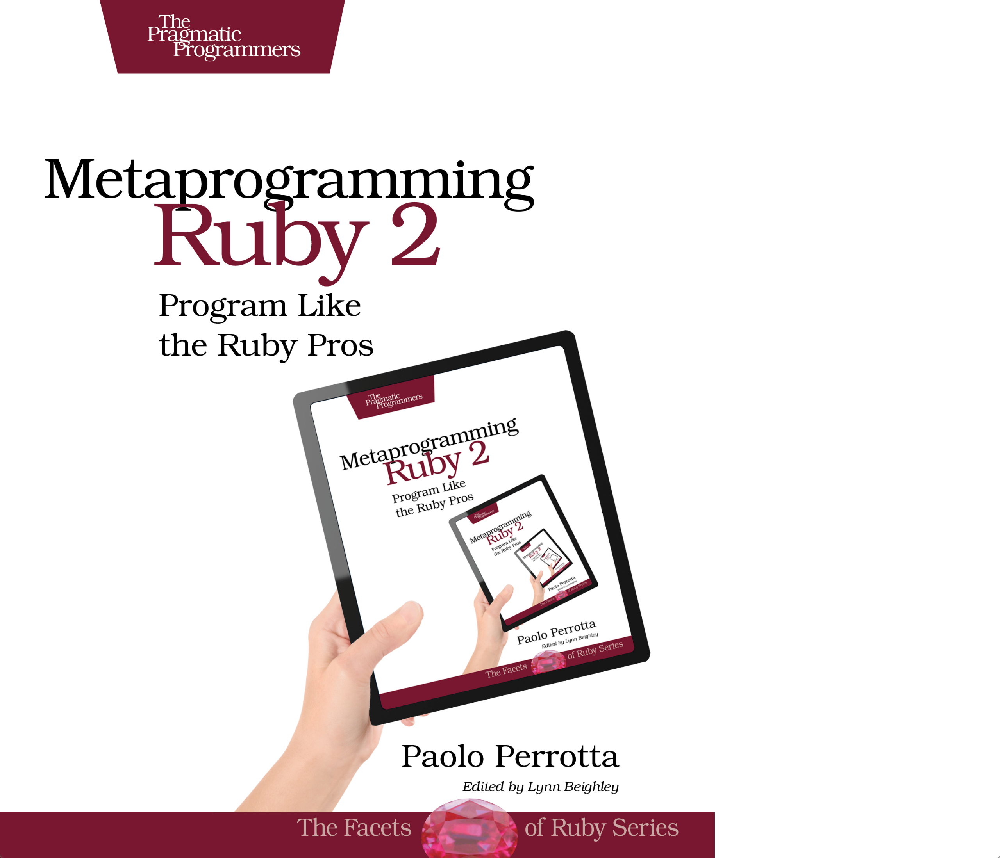 The
Pragmatic
Programmers
Metaprogramming
Ruby 2
Program Like
the Ruby Pros
The
Pragmatic
Programmers
Metaprogramming
Ruby 2
Program Like
the Ruby Pros
The
Pragmatic
Programmers
Metaprogramming
Ruby 2
Program Like
the Ruby Pros
Metaprogramming
Ruby 2
Paolo Perrotta
Edited by Lynn Beighley
The Facets of Ruby Series
Paolo Perrotta
Edited by Lynn Beighley
The Facets of Ruby Series
Paolo Perrotta
Edited by Lynn Beighley
The Facets of Ruby Series